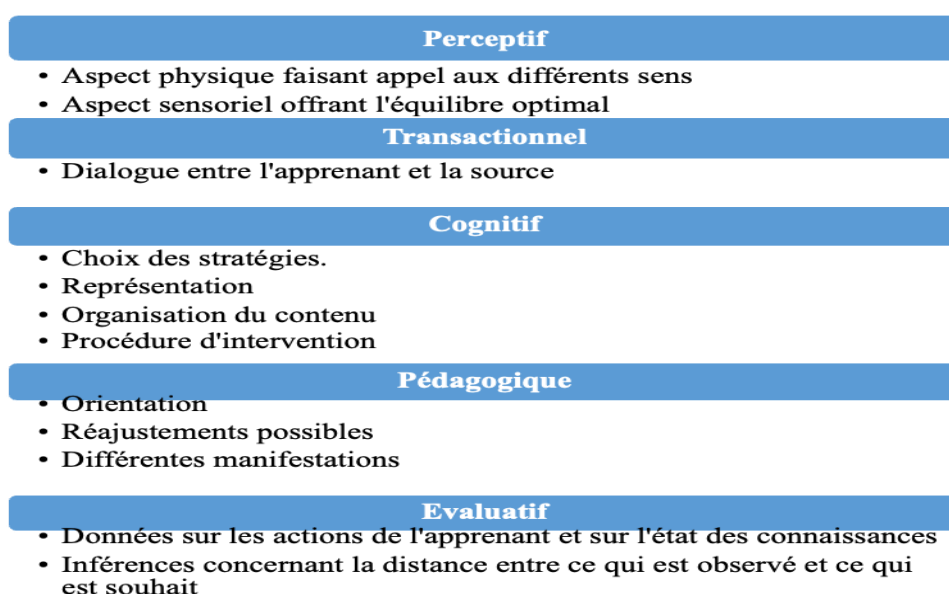 Perceptif
• Aspect physique faisant appel aux différents sens
• Aspect sensoriel offrant l'équilibre optimal
Transactionnel
• Dialogue entre l'apprenant et la source
Cognitif
• Choix des stratégies.
• Représentation
• Organisation du contenu
• Procédure d'intervention
Pédagogique
• Orientation
• Réajustements possibles
• Différentes manifestations
Evaluatif
• Données sur les actions de l'apprenant et sur l'état des connaissances
• Inférences concernant la distance entre ce qui est observé et ce qui
est souhait